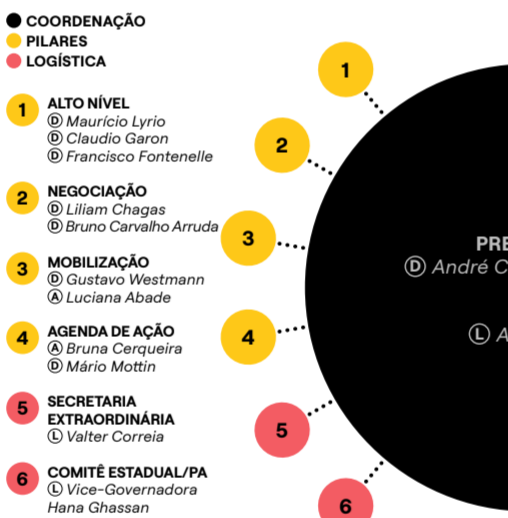 COORDENAÇÃO
PILARES
LOGÍSTICA
1 ALTO NÍVEL
Ⓓ Maurício Lyrio
Ⓓ Claudio Garon
Ⓓ Francisco Fontenelle
2 NEGOCIAÇÃO
Ⓓ Liliam Chagas
Ⓓ Bruno Carvalho Arruda
3 MOBILIZAÇÃO
Ⓓ Gustavo Westmann
Ⓐ Luciana Abade
4 AGENDA DE AÇÃO
Ⓐ Bruna Cerqueira
Ⓓ Mário Mottin
5 SECRETARIA
EXTRAORDINÁRIA
Ⓛ Valter Correia
6 COMITÊ ESTADUAL/PA
Ⓛ Vice-Governadora
Hana Ghassan
1
2
3
4
5
6
PRE
Ⓓ André C
Ⓛ A